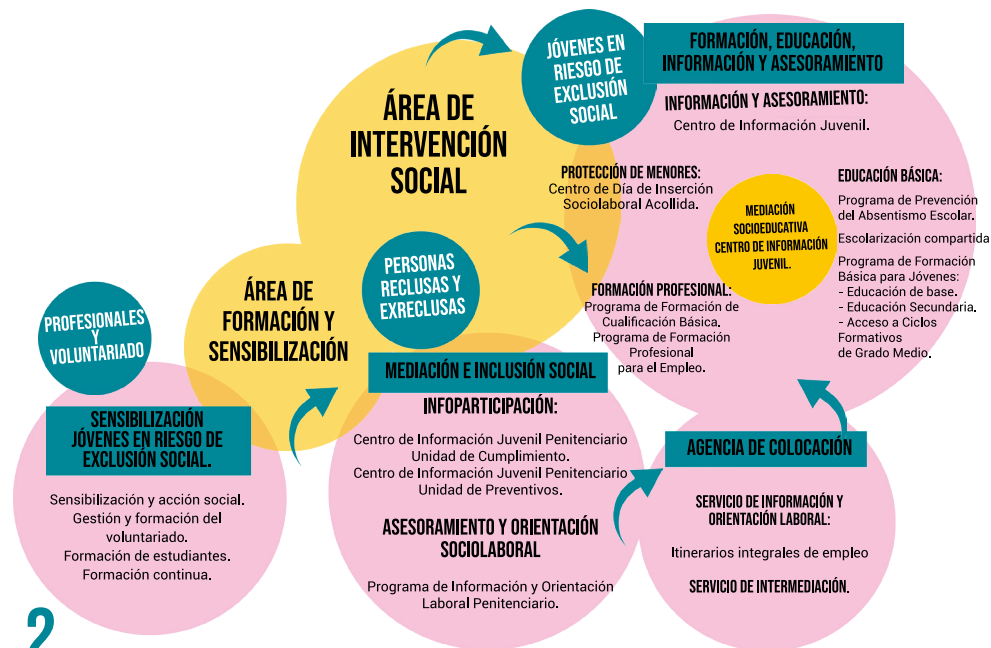 ÁREA DE
INTERVENCIÓN
SOCIAL
JÓVENES EN
RIESGO DE
EXCLUSIÓN
SOCIAL
FORMACIÓN, EDUCACIÓN,
INFORMACIÓN Y ASESORAMIENTO
INFORMACIÓN Y ASESORAMIENTO:
Centro de Información Juvenil.
PROTECCIÓN DE MENORES:
Centro de Día de Inserción
Sociolaboral Acollida.
MEDIACIÓN
SOCIOEDUCATIVA
CENTRO DE INFORMACIÓN
JUVENIL.
EDUCACIÓN BÁSICA:
Programa de Prevención
del Absentismo Escolar.
Escolarización compartida
Programa de Formación
Básica para Jóvenes:
- Educación de base.
- Educación Secundaria.
- Acceso a Ciclos
Formativos
de Grado Medio.
FORMACIÓN PROFESIONAL:
Programa de Formación de
Cualificación Básica.
Programa de Formación
Profesional
para el Empleo.
ÁREA DE
FORMACIÓN Y
SENSIBILIZACIÓN
PERSONAS
RECLUSAS Y
EXRECLUSAS
PROFESIONALES
Y
VOLUNTARIADO
SENSIBILIZACIÓN
JÓVENES EN RIESGO DE
EXCLUSIÓN SOCIAL.
Sensibilización y acción social.
Gestión y formación del
voluntariado.
Formación de estudiantes.
Formación continua.
MEDIACIÓN E INCLUSIÓN SOCIAL
INFOPARTICIPACIÓN:
Centro de Información Juvenil Penitenciario
Unidad de Cumplimiento.
Centro de Información Juvenil Penitenciario
Unidad de Preventivos.
ASESORAMIENTO Y ORIENTACIÓN
SOCIOLABORAL
Programa de Información y Orientación
Laboral Penitenciario.
AGENCIA DE COLOCACIÓN
SERVICIO DE INFORMACIÓN Y
ORIENTACIÓN LABORAL:
Itinerarios integrales de empleo
SERVICIO DE INTERMEDIACIÓN.
2